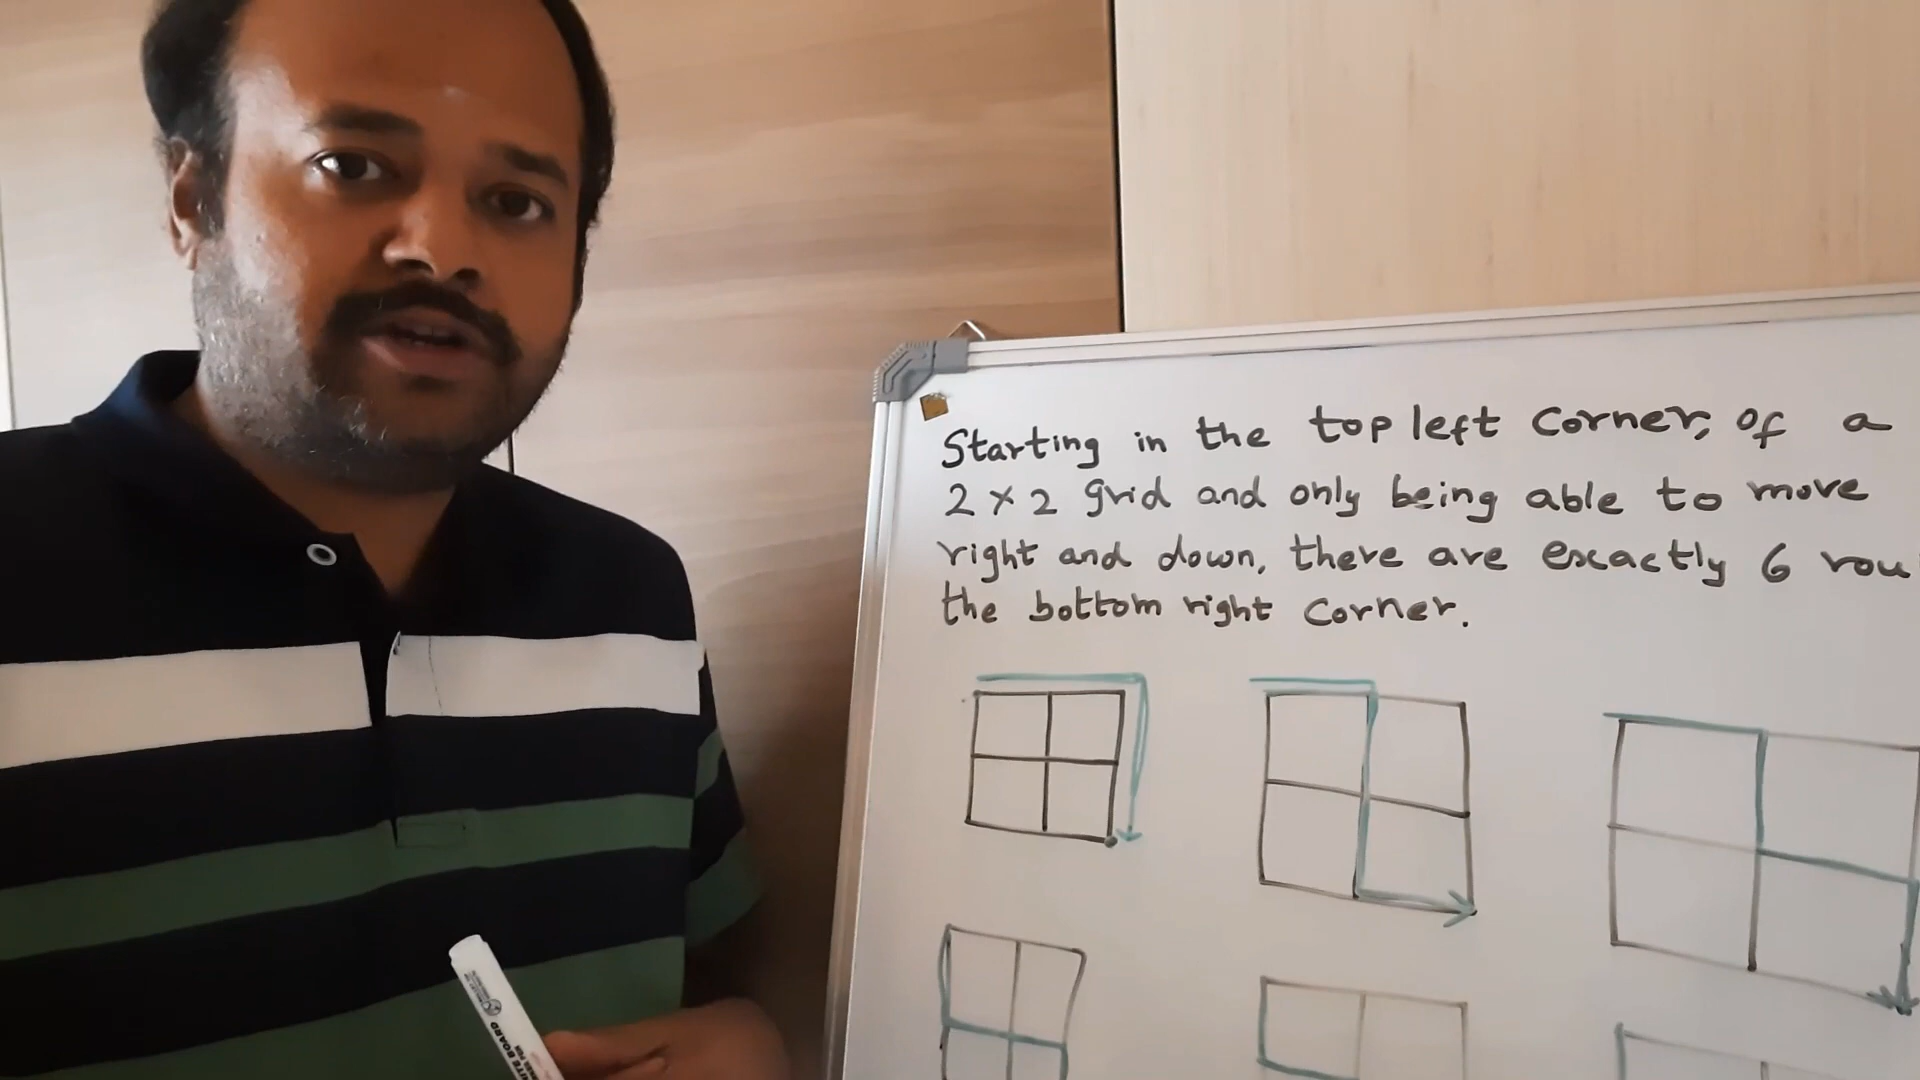 Starting in the top left corner, of a
2 × 2 grid and only being able to move
right and down, there are exactly 6 rou
the bottom right corner.
BOARD